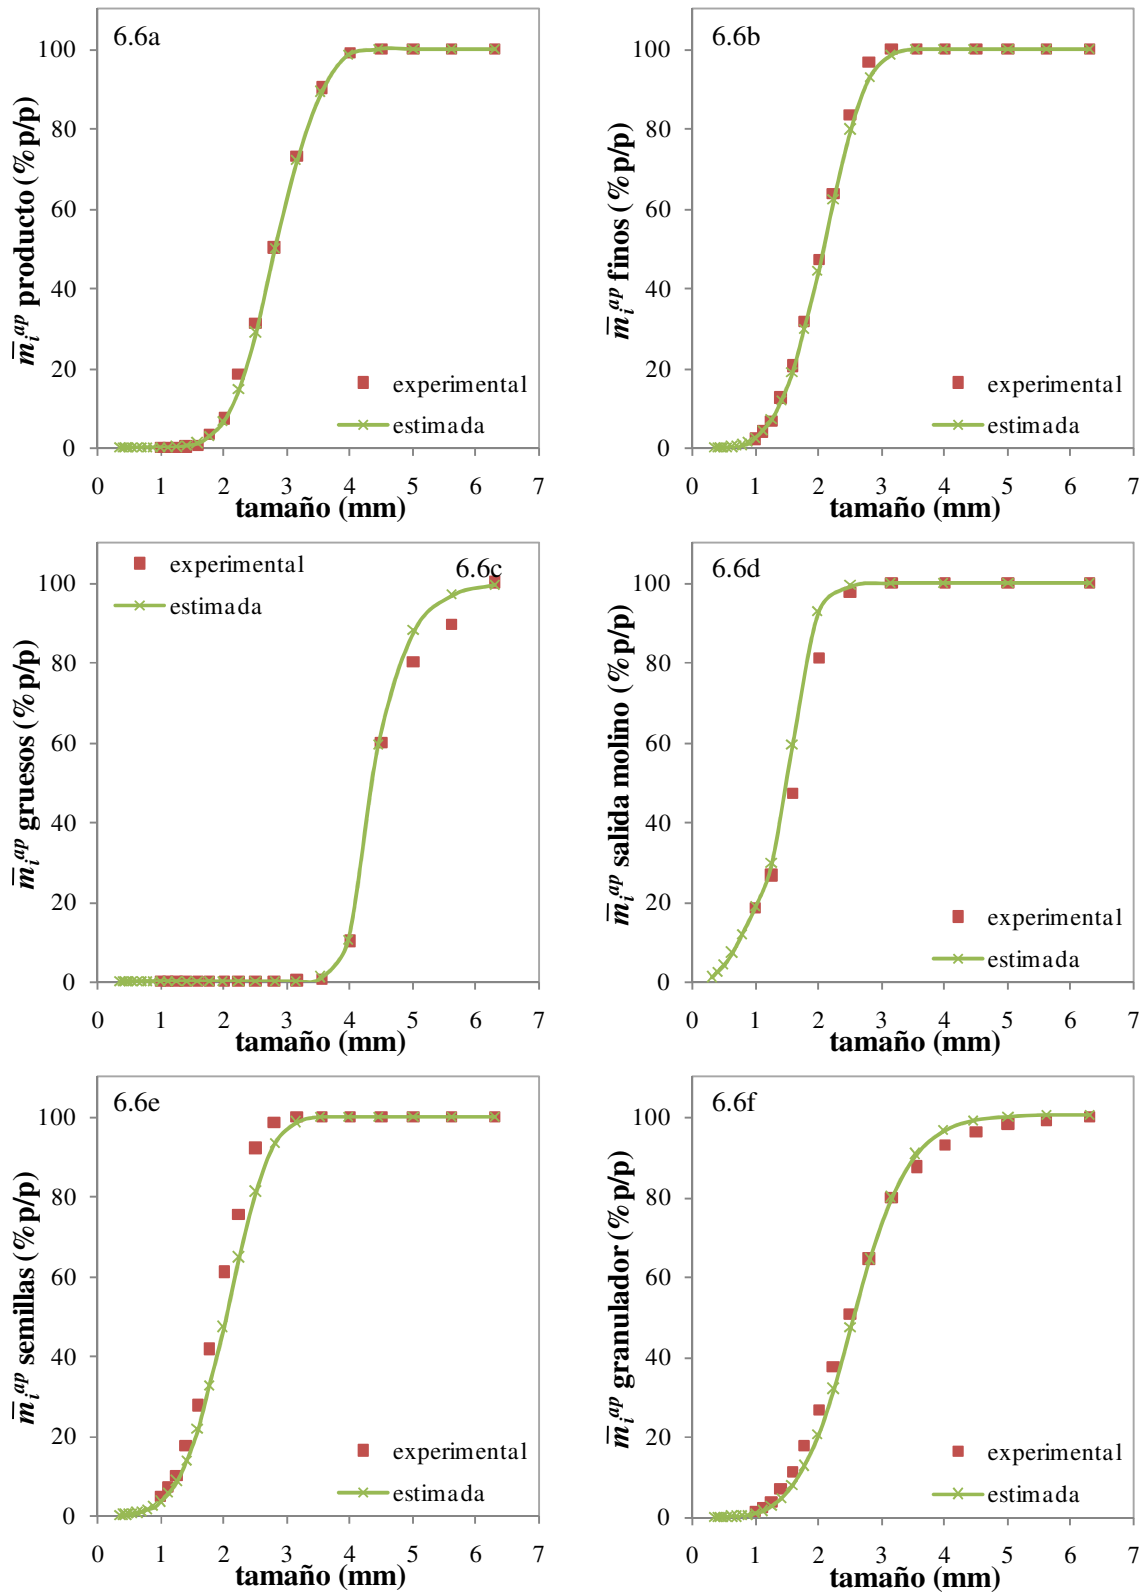 6.6a
100
80
60
40
20
0
0 1 2 3 4 5 6 7
m̅ᵢᵃᵖ producto (%p/p)
tamaño (mm)
experimental
estimada
6.6b
100
80
60
40
20
0
0 1 2 3 4 5 6 7
m̅ᵢᵃᵖ finos (%p/p)
tamaño (mm)
experimental
estimada
experimental
estimada
6.6c
100
80
60
40
20
0
0 1 2 3 4 5 6 7
m̅ᵢᵃᵖ gruesos (%p/p)
tamaño (mm)
6.6d
100
80
60
40
20
0
0 1 2 3 4 5 6 7
m̅ᵢᵃᵖ salida molino (%p/p)
tamaño (mm)
experimental
estimada
6.6e
100
80
60
40
20
0
0 1 2 3 4 5 6 7
m̅ᵢᵃᵖ semillas (%p/p)
tamaño (mm)
experimental
estimada
6.6f
100
80
60
40
20
0
0 1 2 3 4 5 6 7
m̅ᵢᵃᵖ granulador (%p/p)
tamaño (mm)
experimental
estimada